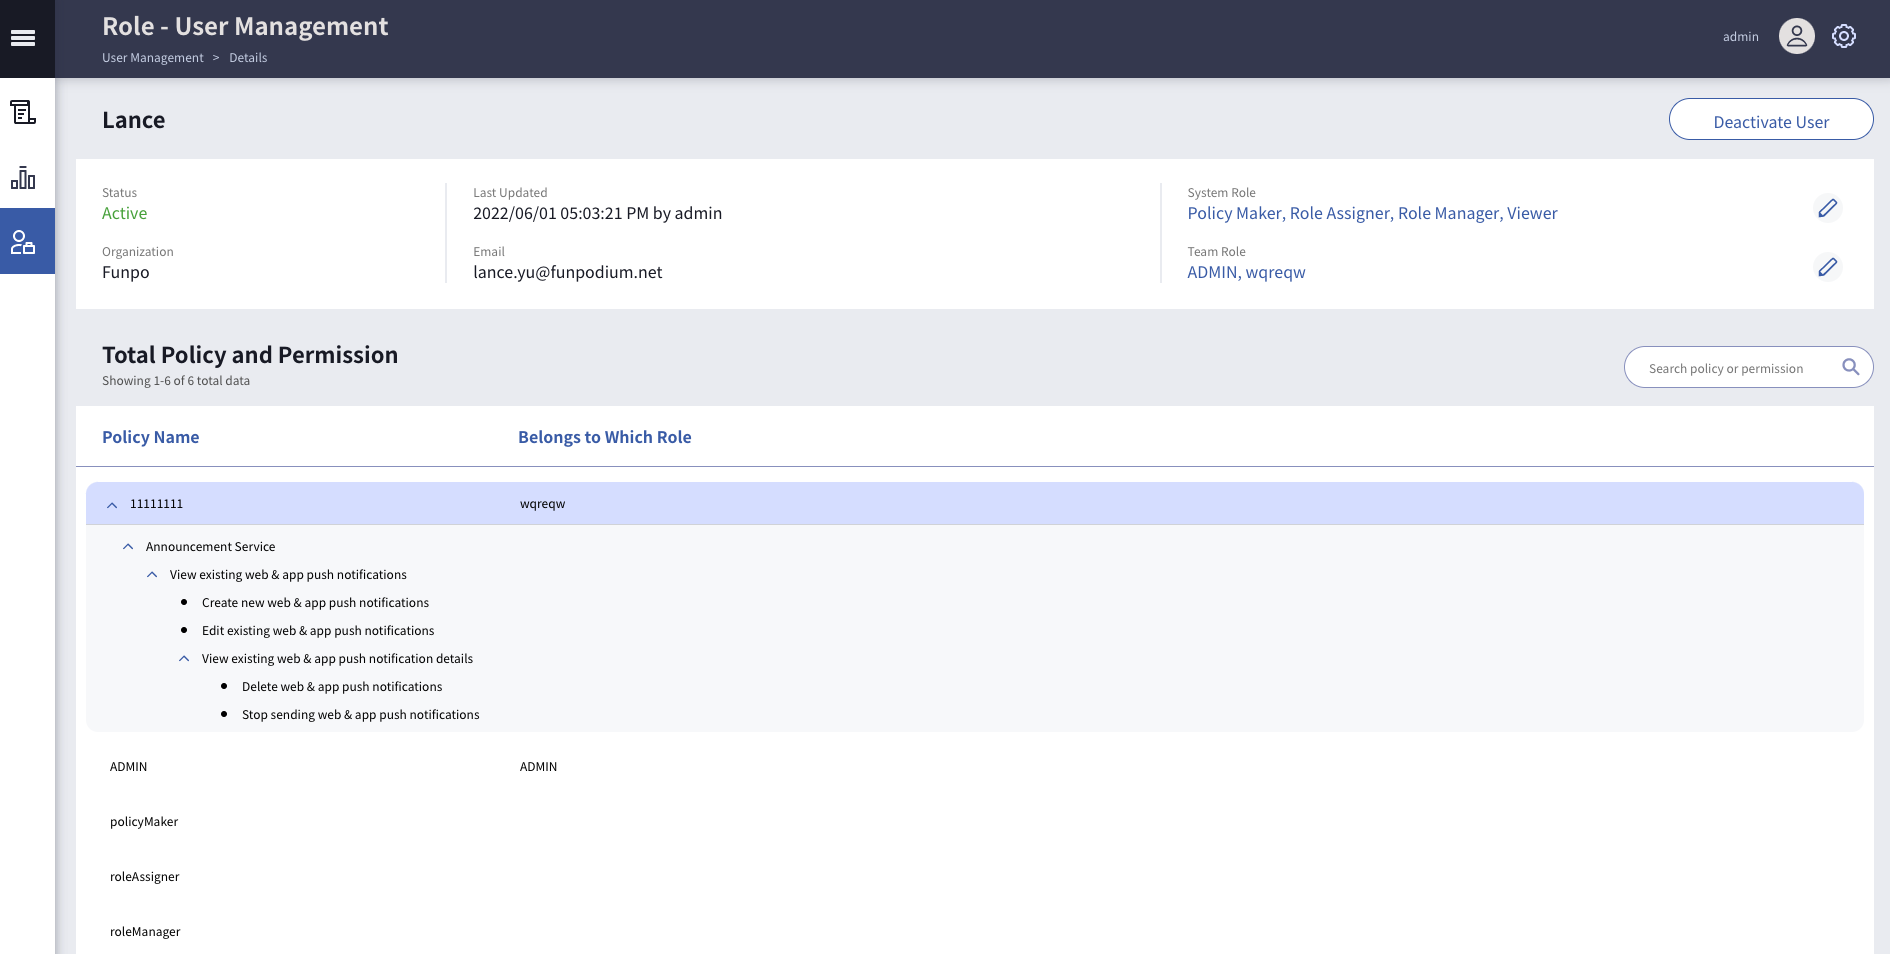 Role - User Management
User Management > Details
admin
Lance
Deactivate User
Status
Active
Last Updated
2022/06/01 05:03:21 PM by admin
System Role
Policy Maker, Role Assigner, Role Manager, Viewer
Organization
Funpo
Email
lance.yu@funpodium.net
Team Role
ADMIN, wqreqw
Total Policy and Permission
Showing 1-6 of 6 total data
Search policy or permission
Policy Name Belongs to Which Role
11111111 wqreqw
Announcement Service
View existing web & app push notifications
Create new web & app push notifications
Edit existing web & app push notifications
View existing web & app push notification details
Delete web & app push notifications
Stop sending web & app push notifications
ADMIN ADMIN
policyMaker
roleAssigner
roleManager